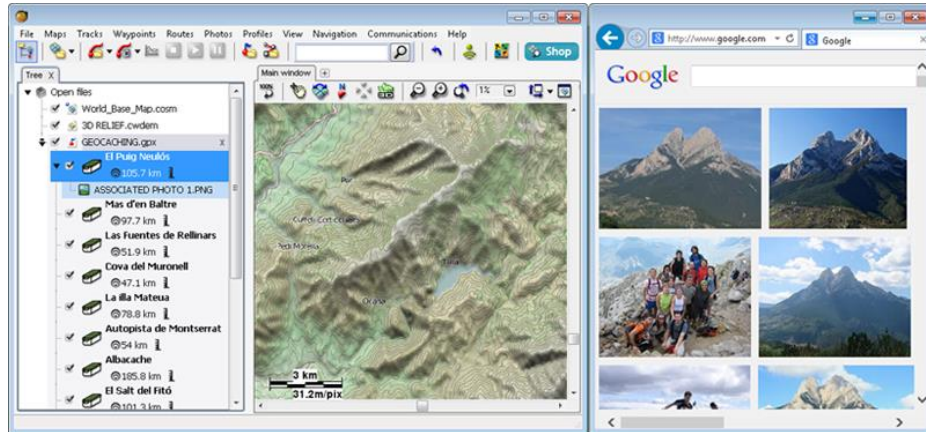 File Maps Tracks Waypoints Routes Photos Profiles View Navigation Communications Help
Shop
Tree X
Open files
World_Base_Map.cosm
3D RELIEF.cwdem
GEOCACHING.gpx x
El Puig Neulós
105.7 km
ASSOCIATED PHOTO 1.PNG
Mas d'en Baltre
97.7 km
Las Fuentes de Rellinars
51.9 km
Cova del Muronell
47.1 km
La illa Mateua
78.8 km
Autopista de Montserrat
54 km
Albacache
185.8 km
El Salt del Fitó
101.3 km
Main window
100%
1%
Ocaña
3 km
31.2m/pix
http://www.google.com
Google
Google